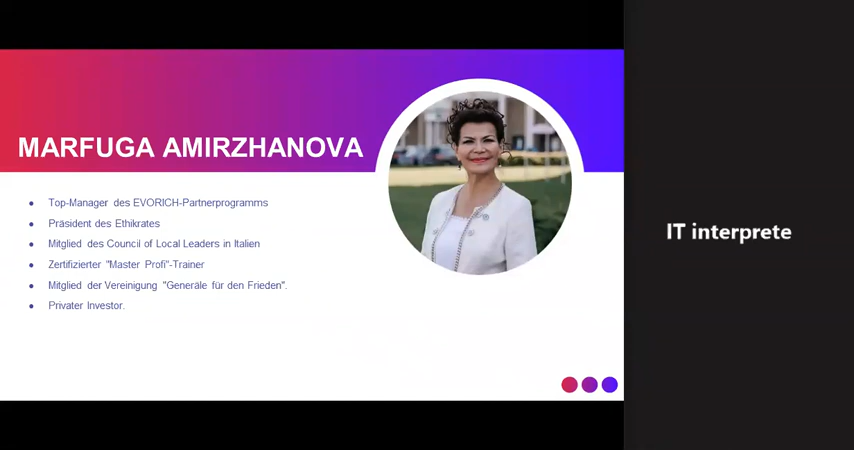 MARFUGA AMIRZHANOVA
Top-Manager des EVORICH-Partnerprogramms
Präsident des Ethikrates
Mitglied des Council of Local Leaders in Italien
Zertifizierter "Master Profi"-Trainer
Mitglied der Vereinigung "Generäle für den Frieden".
Privater Investor.
IT interprete